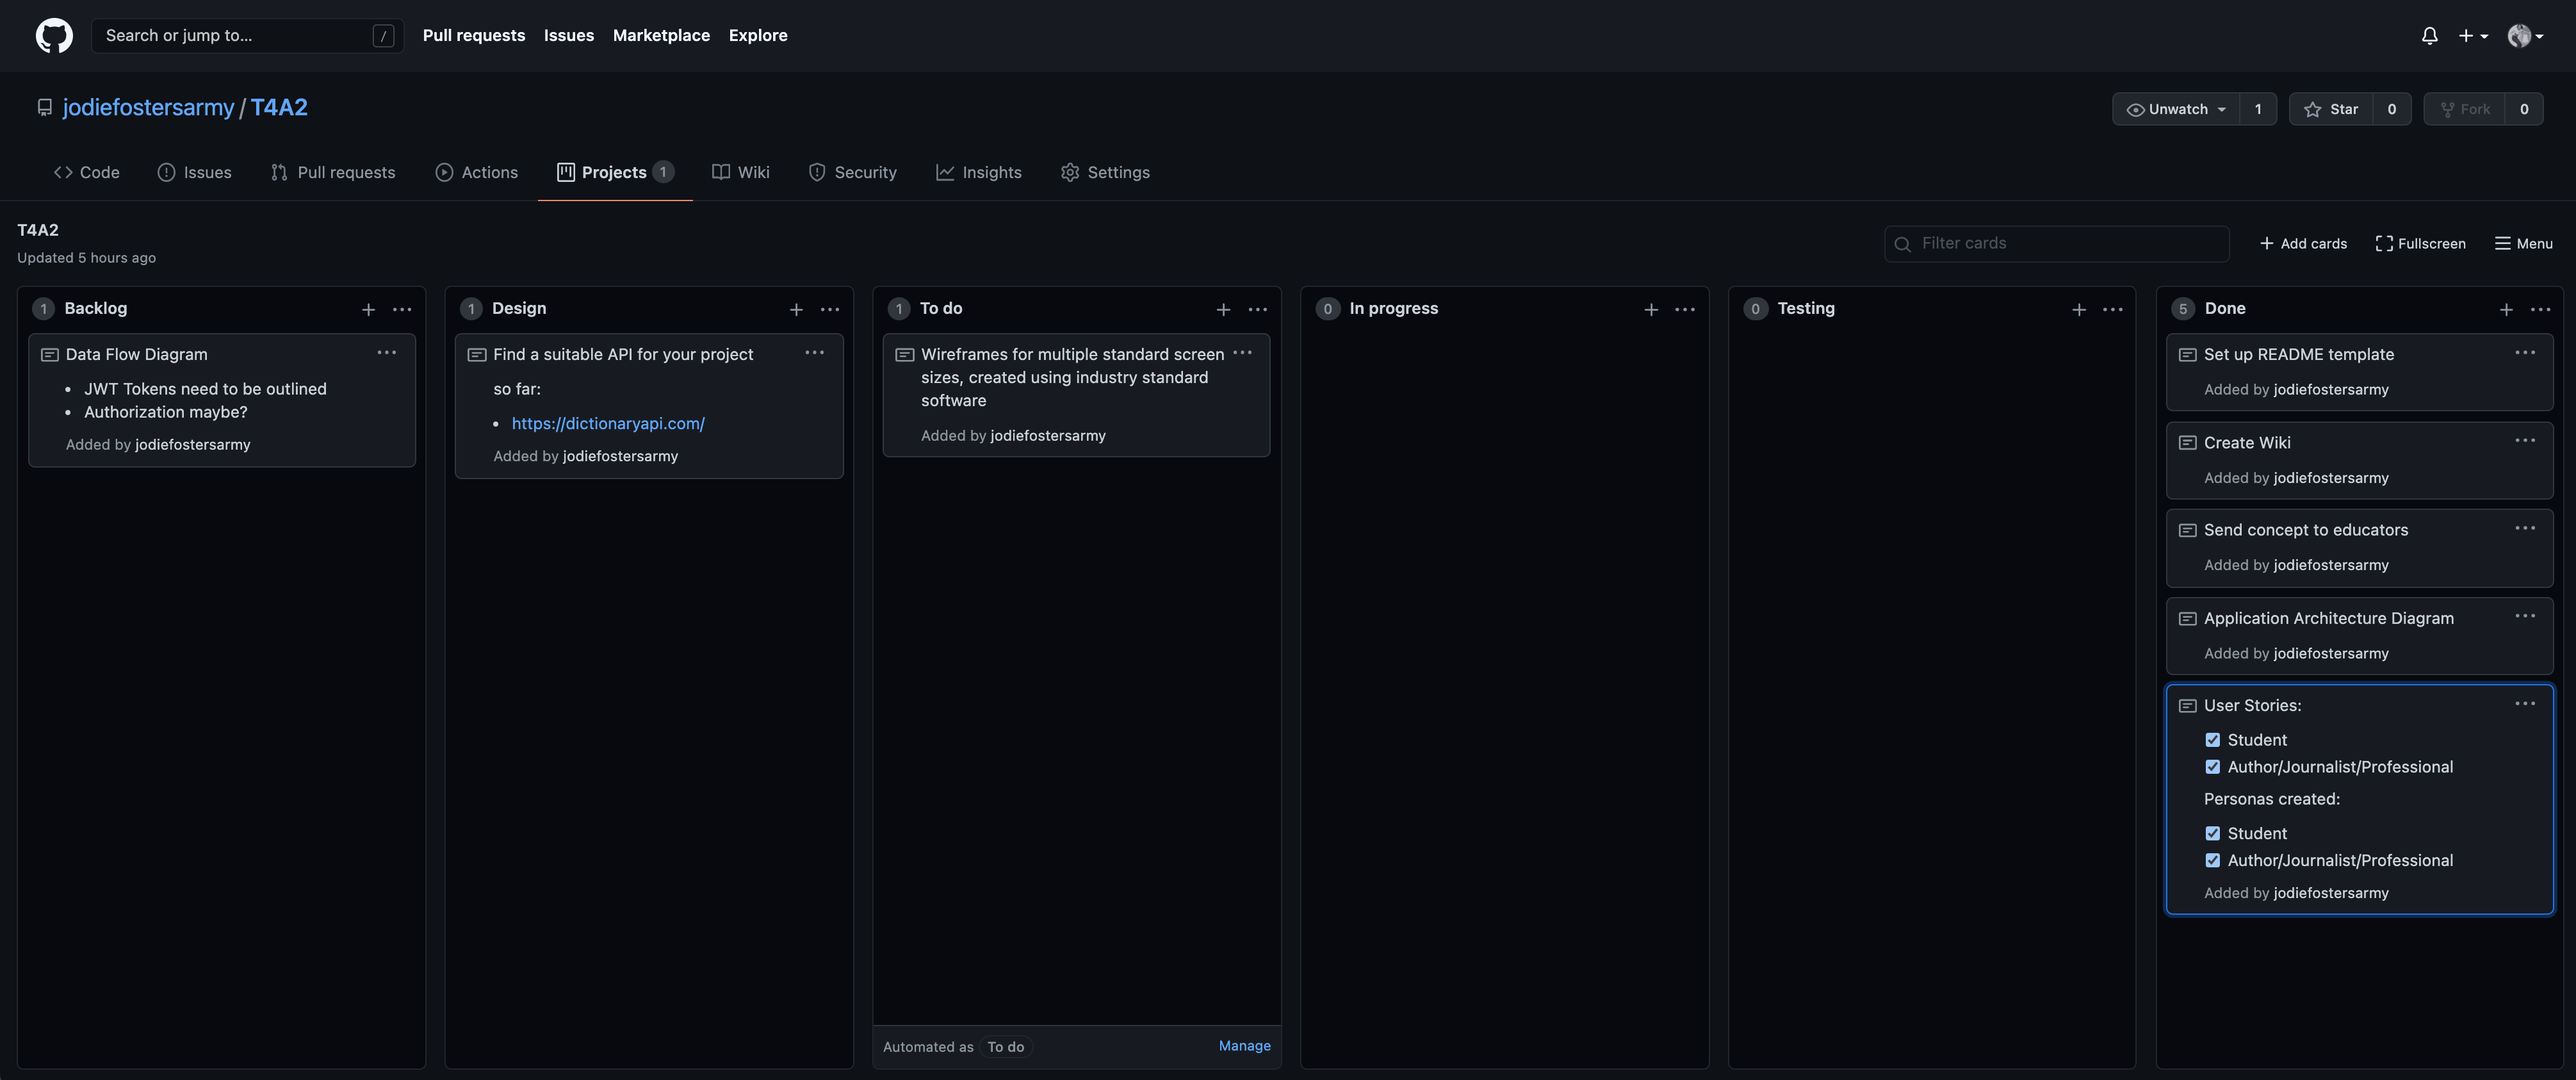 Search or jump to... /
Pull requests Issues Marketplace Explore
jodiefostersarmy / T4A2
Unwatch 1 Star 0 Fork 0
Code Issues Pull requests Actions Projects 1 Wiki Security Insights Settings
T4A2
Updated 5 hours ago
Filter cards
Add cards Fullscreen Menu
1 Backlog
Data Flow Diagram
• JWT Tokens need to be outlined
• Authorization maybe?
Added by jodiefostersarmy
1 Design
Find a suitable API for your project
so far:
• https://dictionaryapi.com/
Added by jodiefostersarmy
1 To do
Wireframes for multiple standard screen
sizes, created using industry standard
software
Added by jodiefostersarmy
Automated as To do Manage
0 In progress
0 Testing
5 Done
Set up README template
Added by jodiefostersarmy
Create Wiki
Added by jodiefostersarmy
Send concept to educators
Added by jodiefostersarmy
Application Architecture Diagram
Added by jodiefostersarmy
User Stories:
Student
Author/Journalist/Professional
Personas created:
Student
Author/Journalist/Professional
Added by jodiefostersarmy